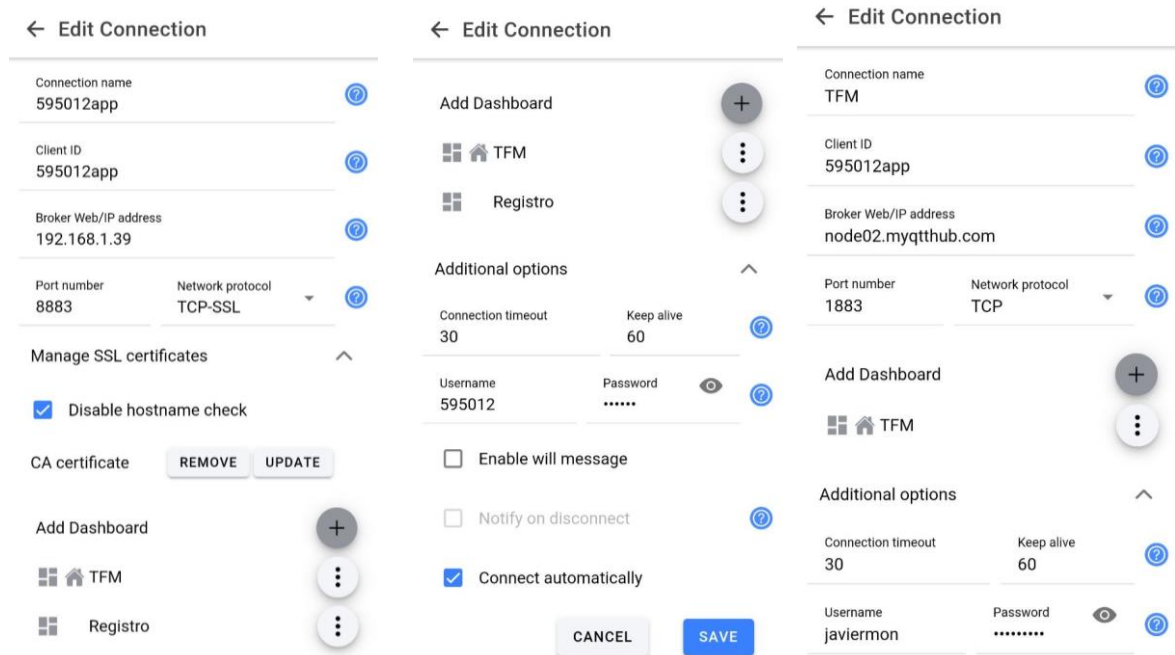 Edit Connection
Connection name
595012app
Client ID
595012app
Broker Web/IP address
192.168.1.39
Port number Network protocol
8883 TCP-SSL
Manage SSL certificates
Disable hostname check
CA certificate REMOVE UPDATE
Add Dashboard
TFM
Registro
Edit Connection
Add Dashboard
TFM
Registro
Additional options
Connection timeout Keep alive
30 60
Username Password
595012 ••••••
Enable will message
Notify on disconnect
Connect automatically
CANCEL SAVE
Edit Connection
Connection name
TFM
Client ID
595012app
Broker Web/IP address
node02.myqtthub.com
Port number Network protocol
1883 TCP
Add Dashboard
TFM
Additional options
Connection timeout Keep alive
30 60
Username Password
javiermon •••••••••